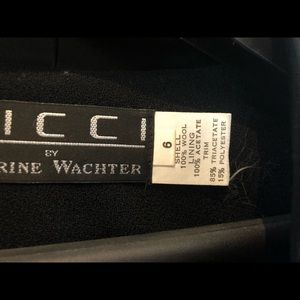 ICCI
BY
RINE WACHTER
6
SHELL
100% WOOL
LINING
100% ACETATE
TRIM
85% TRIACETATE
15% POLYESTER